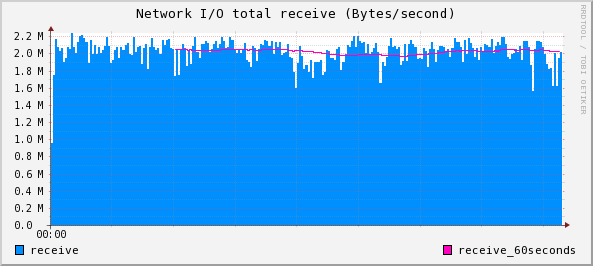 Network I/O total receive (Bytes/second)
RRDTOOL / TOBI OETIKER
2.2 M
2.0 M
1.8 M
1.6 M
1.4 M
1.2 M
1.0 M
0.8 M
0.6 M
0.4 M
0.2 M
0.0
00:00
receive receive_60seconds